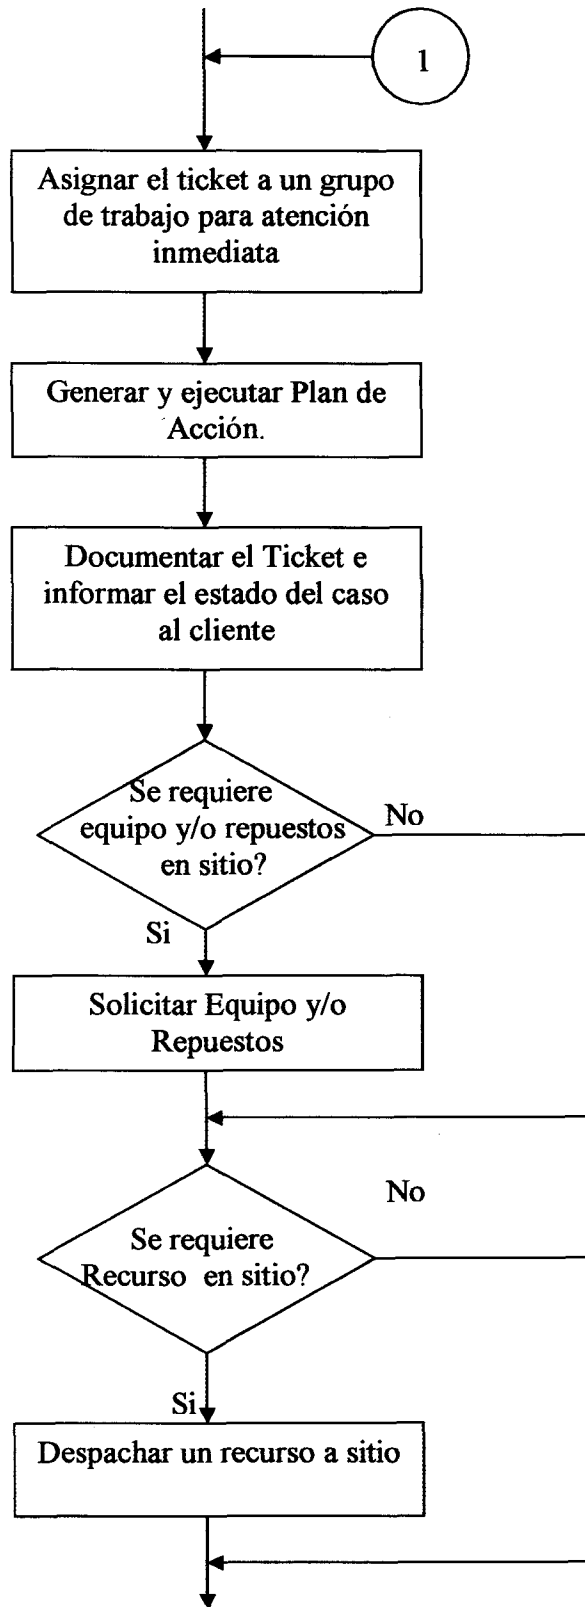 1
Asignar el ticket a un grupo
de trabajo para atención
inmediata
Generar y ejecutar Plan de
Acción.
Documentar el Ticket e
informar el estado del caso
al cliente
Se requiere
equipo y/o repuestos
en sitio?
No
Si
Solicitar Equipo y/o
Repuestos
No
Se requiere
Recurso en sitio?
Si
Despachar un recurso a sitio